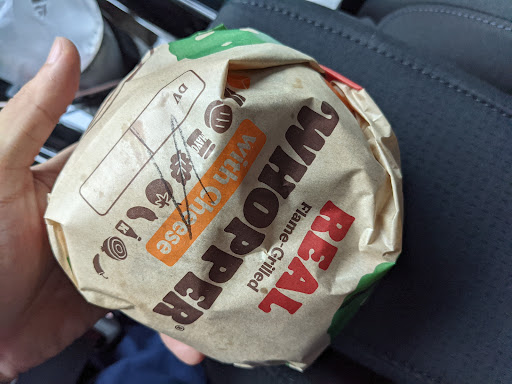 REAL
Flame-Grilled
WHOPPER®
with cheese